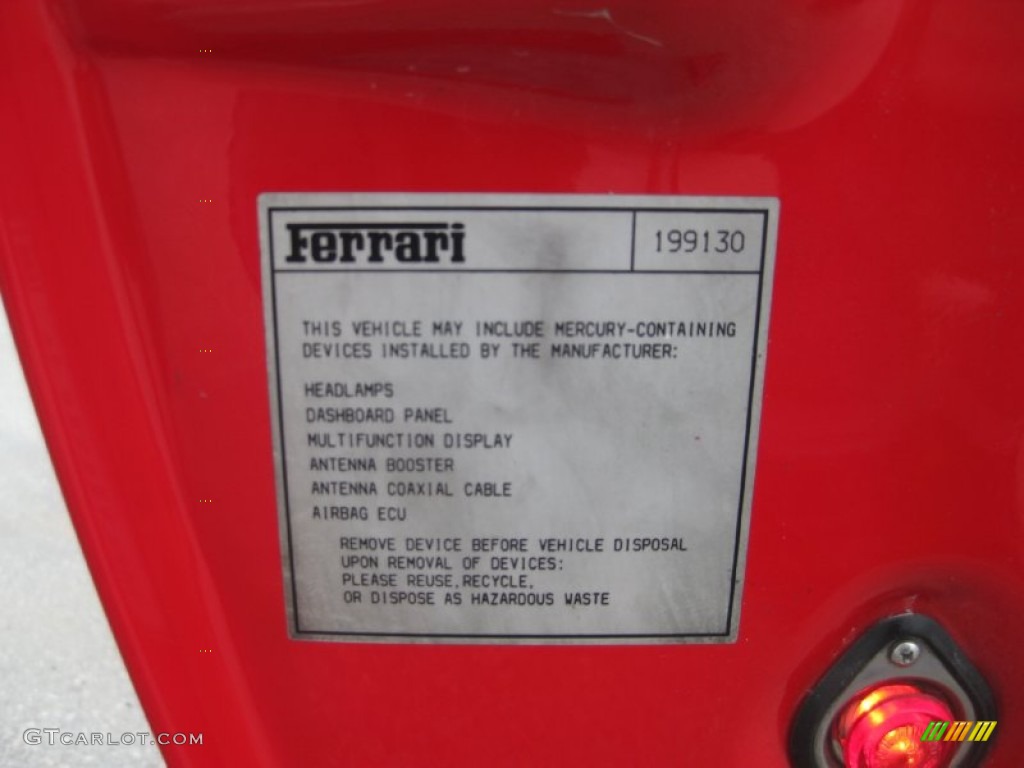 Ferrari 199130
THIS VEHICLE MAY INCLUDE MERCURY-CONTAINING
DEVICES INSTALLED BY THE MANUFACTURER:
HEADLAMPS
DASHBOARD PANEL
MULTIFUNCTION DISPLAY
ANTENNA BOOSTER
ANTENNA COAXIAL CABLE
AIRBAG ECU
REMOVE DEVICE BEFORE VEHICLE DISPOSAL
UPON REMOVAL OF DEVICES:
PLEASE REUSE,RECYCLE,
OR DISPOSE AS HAZARDOUS WASTE
GTCARLOT.COM